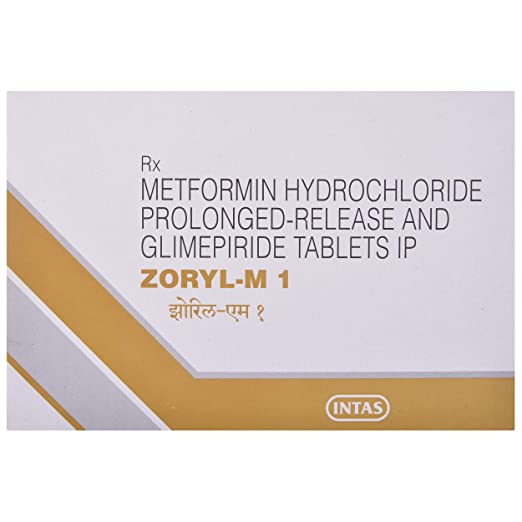 Rx
METFORMIN HYDROCHLORIDE
PROLONGED-RELEASE AND
GLIMEPIRIDE TABLETS IP
ZORYL-M 1
झोरिल-एम १
INTAS